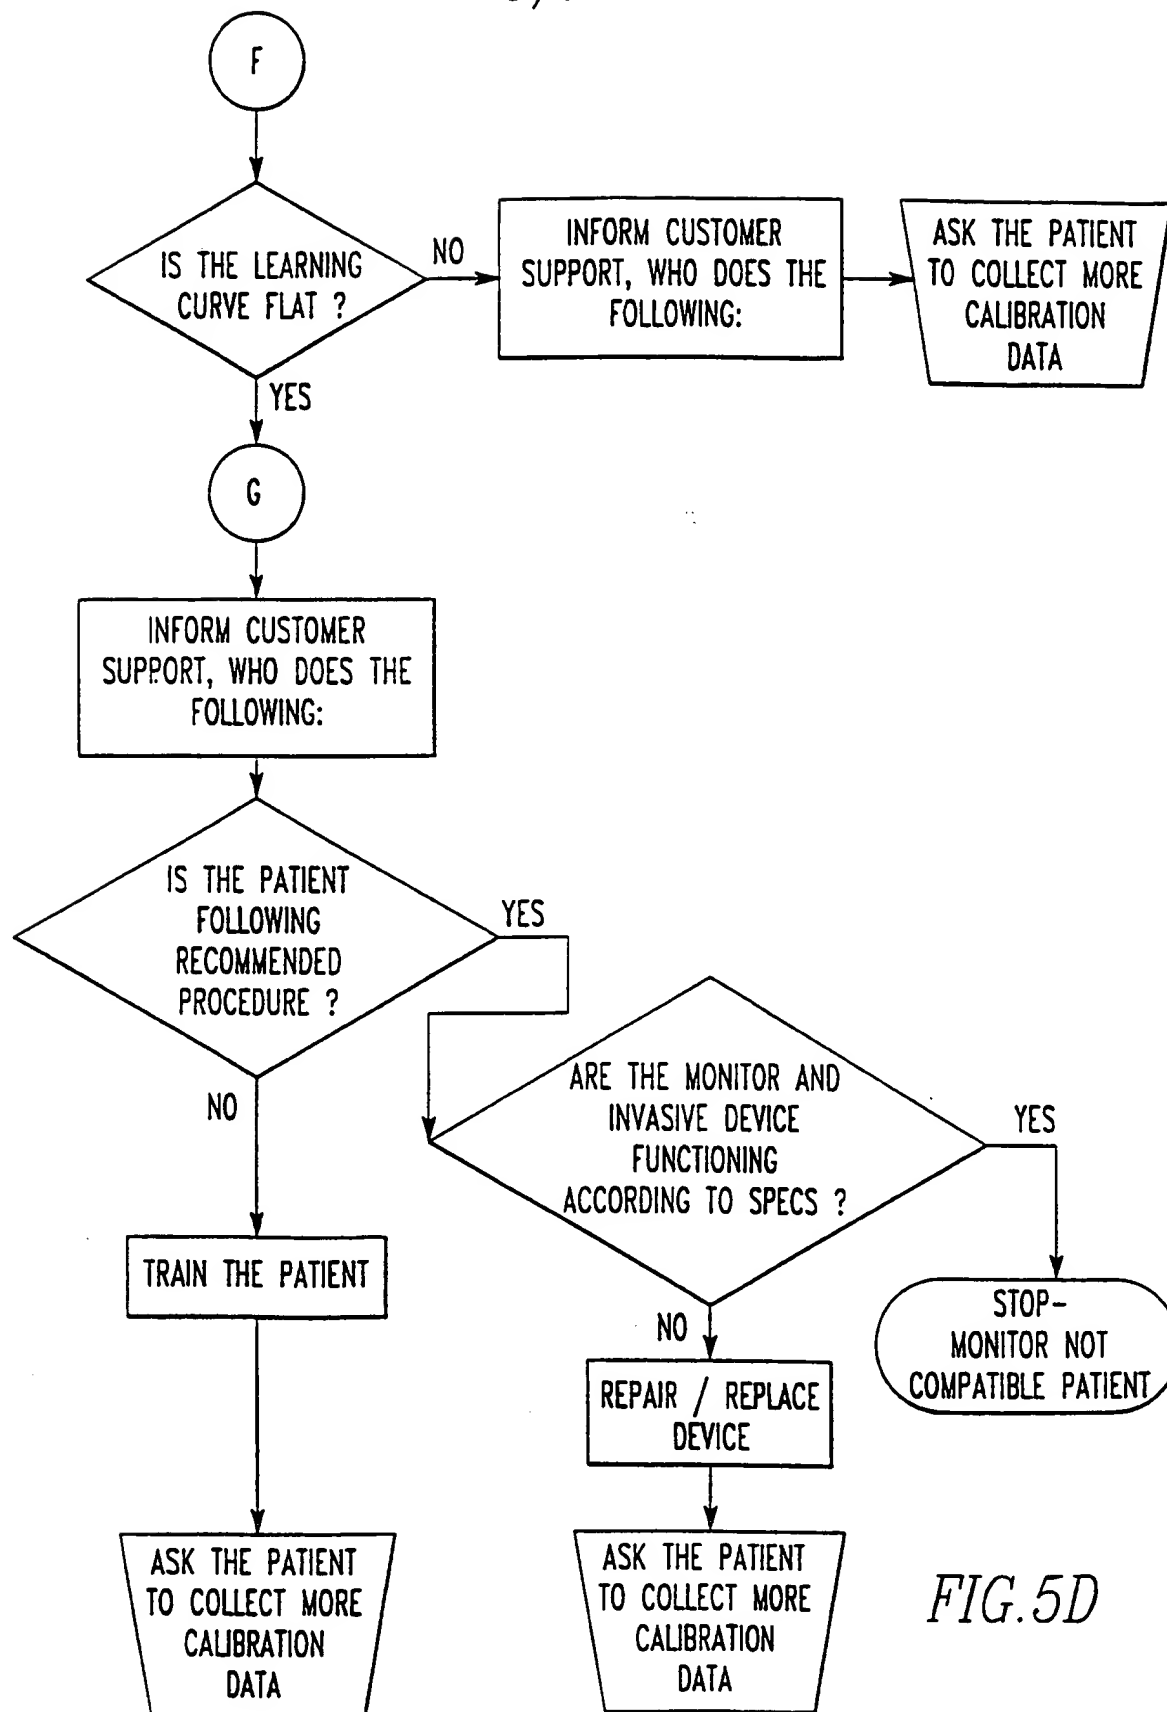 F
IS THE LEARNING
CURVE FLAT ?
NO
INFORM CUSTOMER
SUPPORT, WHO DOES THE
FOLLOWING:
ASK THE PATIENT
TO COLLECT MORE
CALIBRATION
DATA
YES
G
INFORM CUSTOMER
SUPPORT, WHO DOES THE
FOLLOWING:
IS THE PATIENT
FOLLOWING
RECOMMENDED
PROCEDURE ?
YES
NO
ARE THE MONITOR AND
INVASIVE DEVICE
FUNCTIONING
ACCORDING TO SPECS ?
YES
NO
TRAIN THE PATIENT
STOP-
MONITOR NOT
COMPATIBLE PATIENT
REPAIR / REPLACE
DEVICE
ASK THE PATIENT
TO COLLECT MORE
CALIBRATION
DATA
ASK THE PATIENT
TO COLLECT MORE
CALIBRATION
DATA
FIG.5D